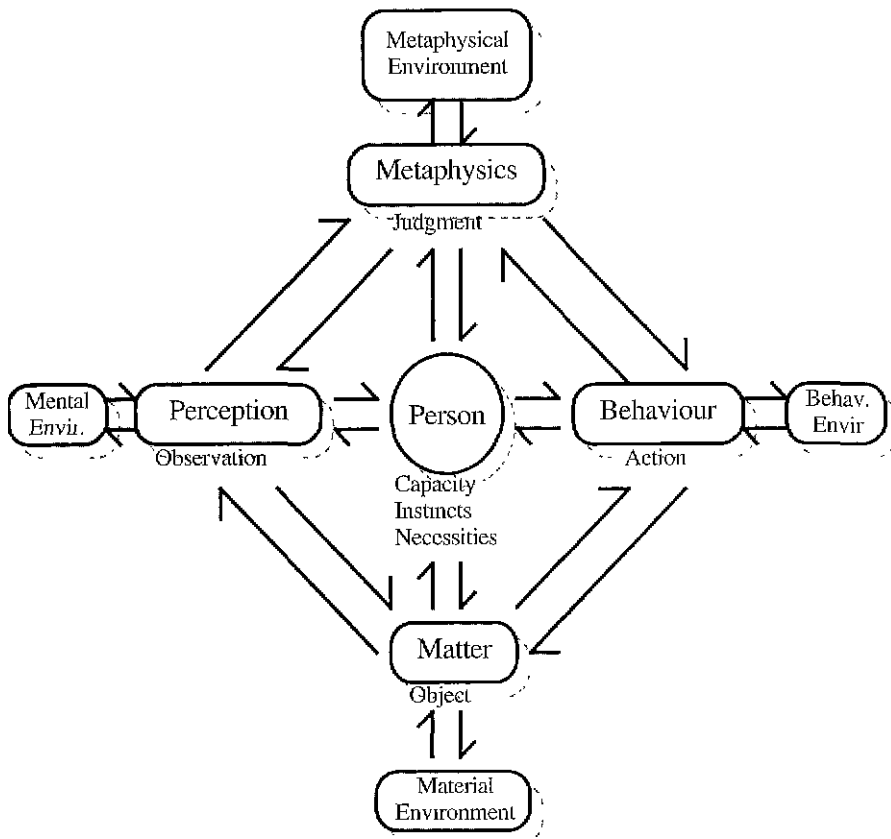 Metaphysical
Environment
Metaphysics
Judgment
Mental
Envir.
Perception
Observation
Person
Capacity
Instincts
Necessities
Behaviour
Action
Behav.
Envir
Matter
Object
Material
Environment